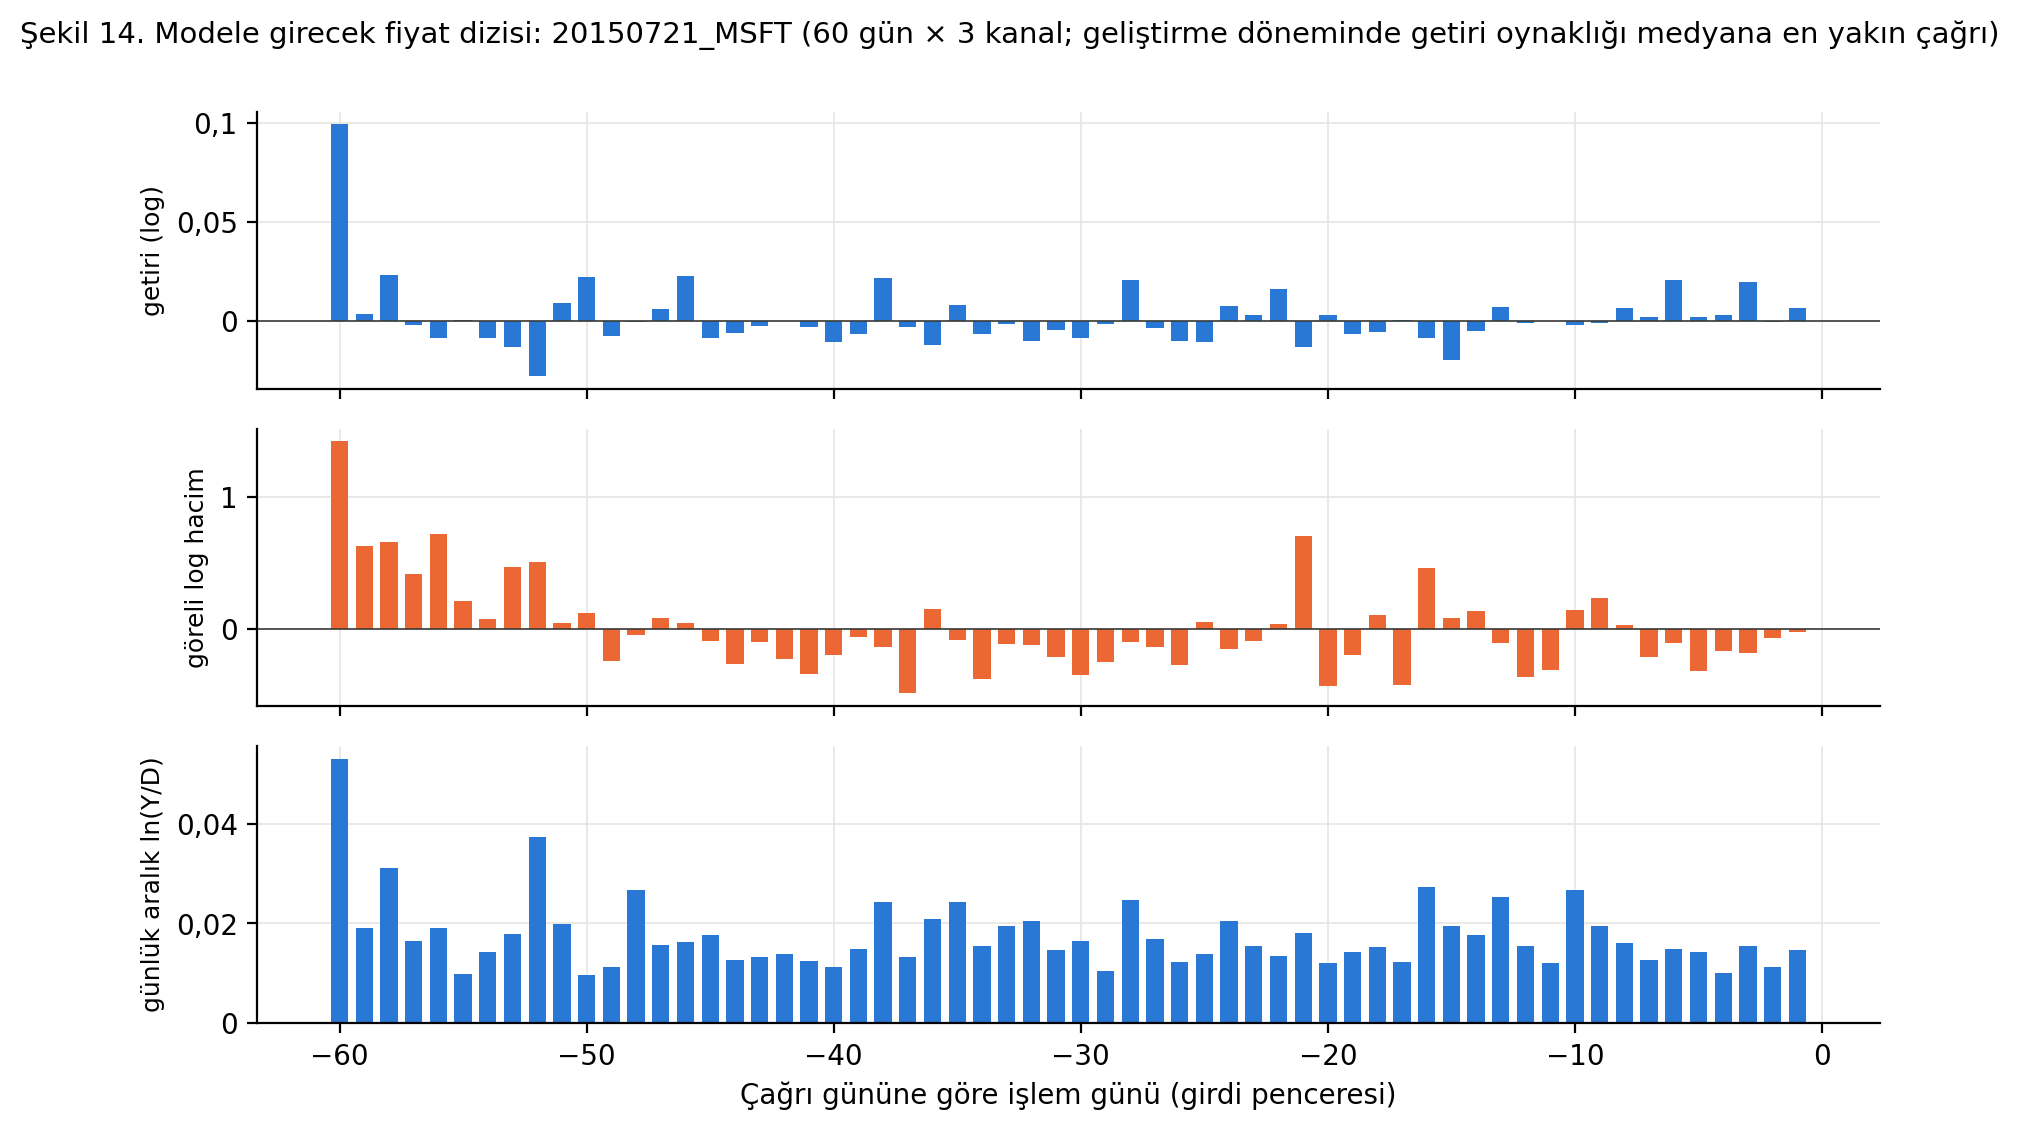 Şekil 14. Modele girecek fiyat dizisi: 20150721_MSFT (60 gün × 3 kanal; geliştirme döneminde getiri oynaklığı medyana en yakın çağrı)
getiri (log)
0,1
0,05
0
göreli log hacim
1
0
günlük aralık ln(Y/D)
0,04
0,02
0
−60 −50 −40 −30 −20 −10 0
Çağrı gününe göre işlem günü (girdi penceresi)